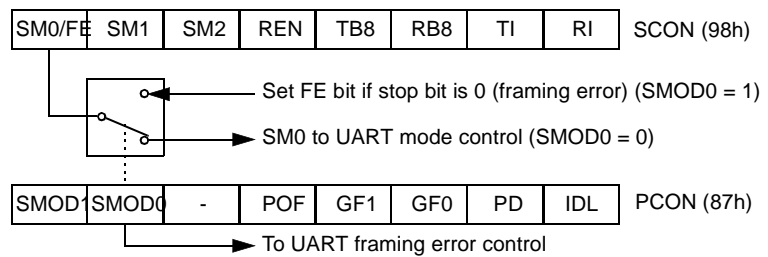 SM0/FE SM1 SM2 REN TB8 RB8 TI RI SCON (98h)
Set FE bit if stop bit is 0 (framing error) (SMOD0 = 1)
SM0 to UART mode control (SMOD0 = 0)
SMOD1 SMOD0 - POF GF1 GF0 PD IDL PCON (87h)
To UART framing error control